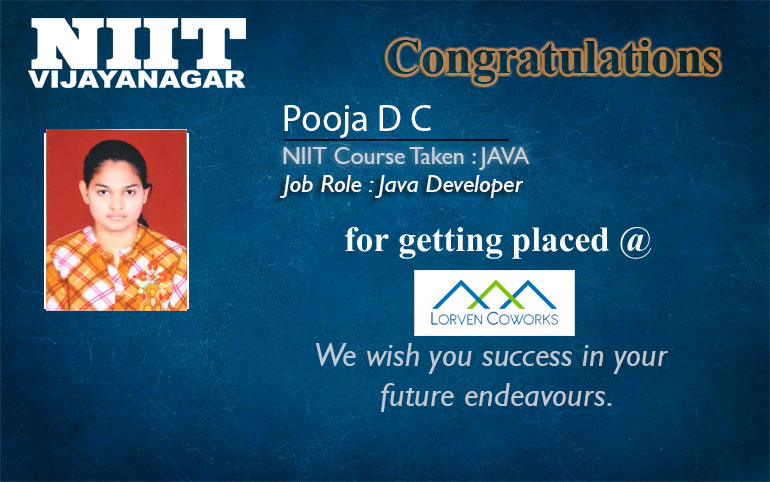 NIIT
VIJAYANAGAR
Congratulations
Pooja D C
NIIT Course Taken : JAVA
Job Role : Java Developer
for getting placed @
LORVEN COWORKS
We wish you success in your
future endeavours.